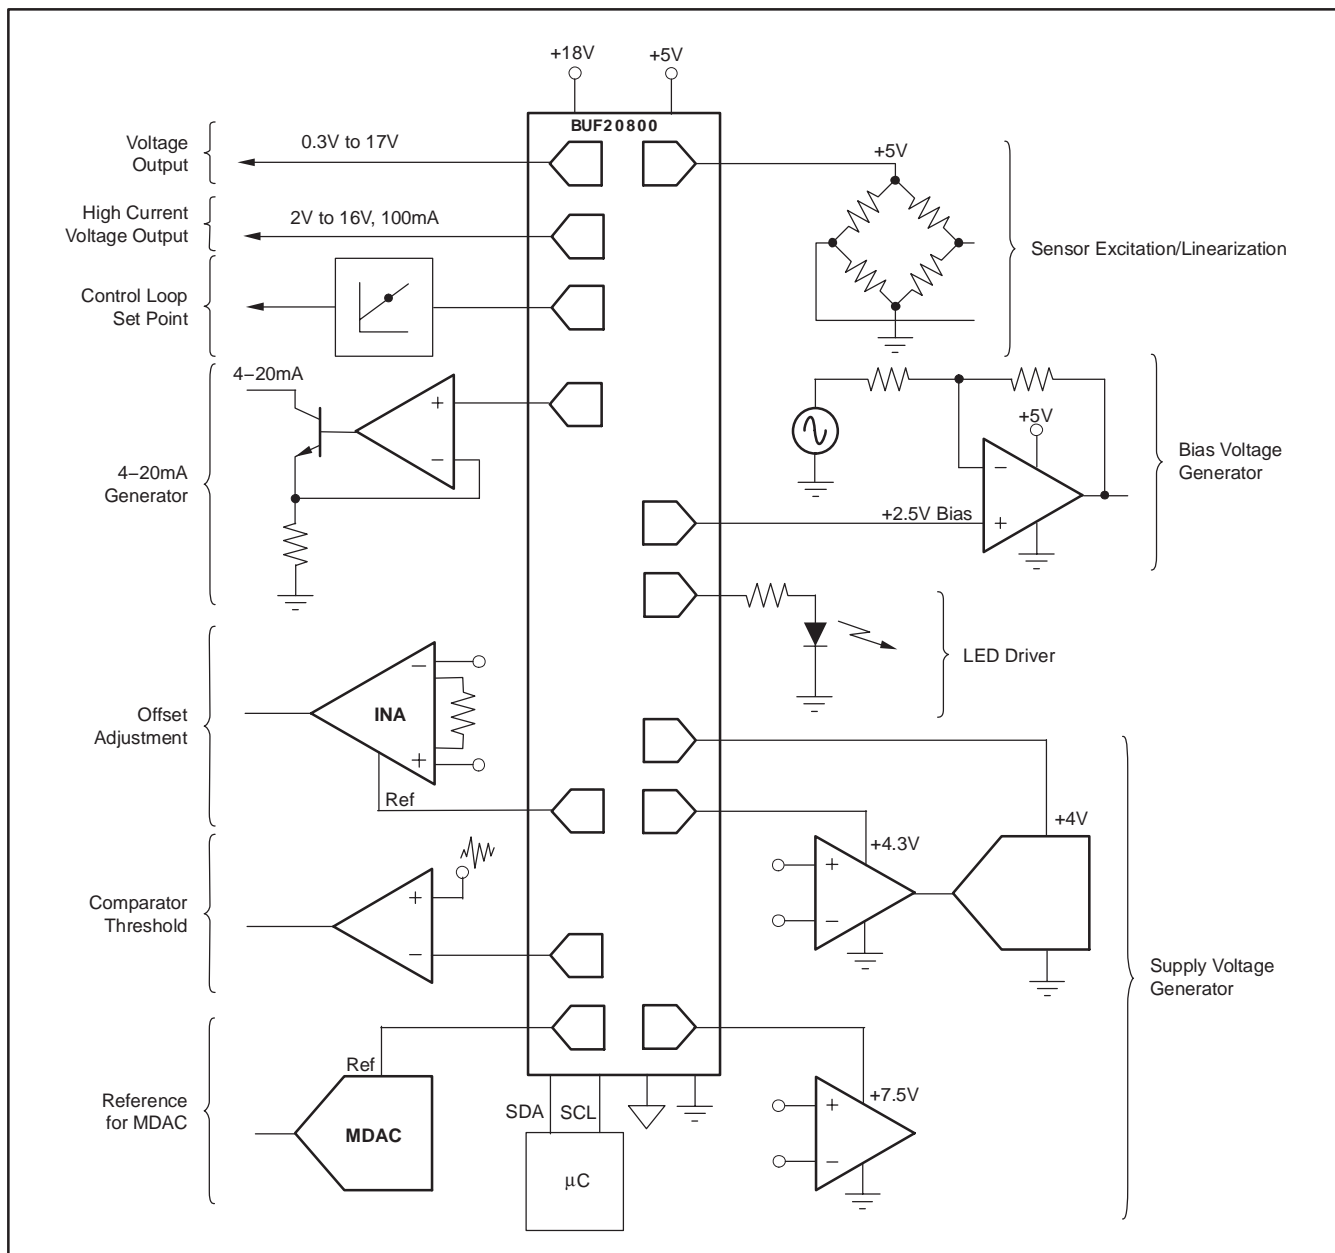 +18V
+5V
BUF20800
Voltage
Output
0.3V to 17V
+5V
High Current
Voltage Output
2V to 16V, 100mA
Sensor Excitation/Linearization
Control Loop
Set Point
4–20mA
+
–
4–20mA
Generator
+5V
–
+
+2.5V Bias
Bias Voltage
Generator
LED Driver
Offset
Adjustment
–
INA
+
Ref
+4V
+4.3V
+
–
Comparator
Threshold
+
–
Supply Voltage
Generator
Ref
Reference
for MDAC
MDAC
SDA
SCL
µC
+7.5V
+
–